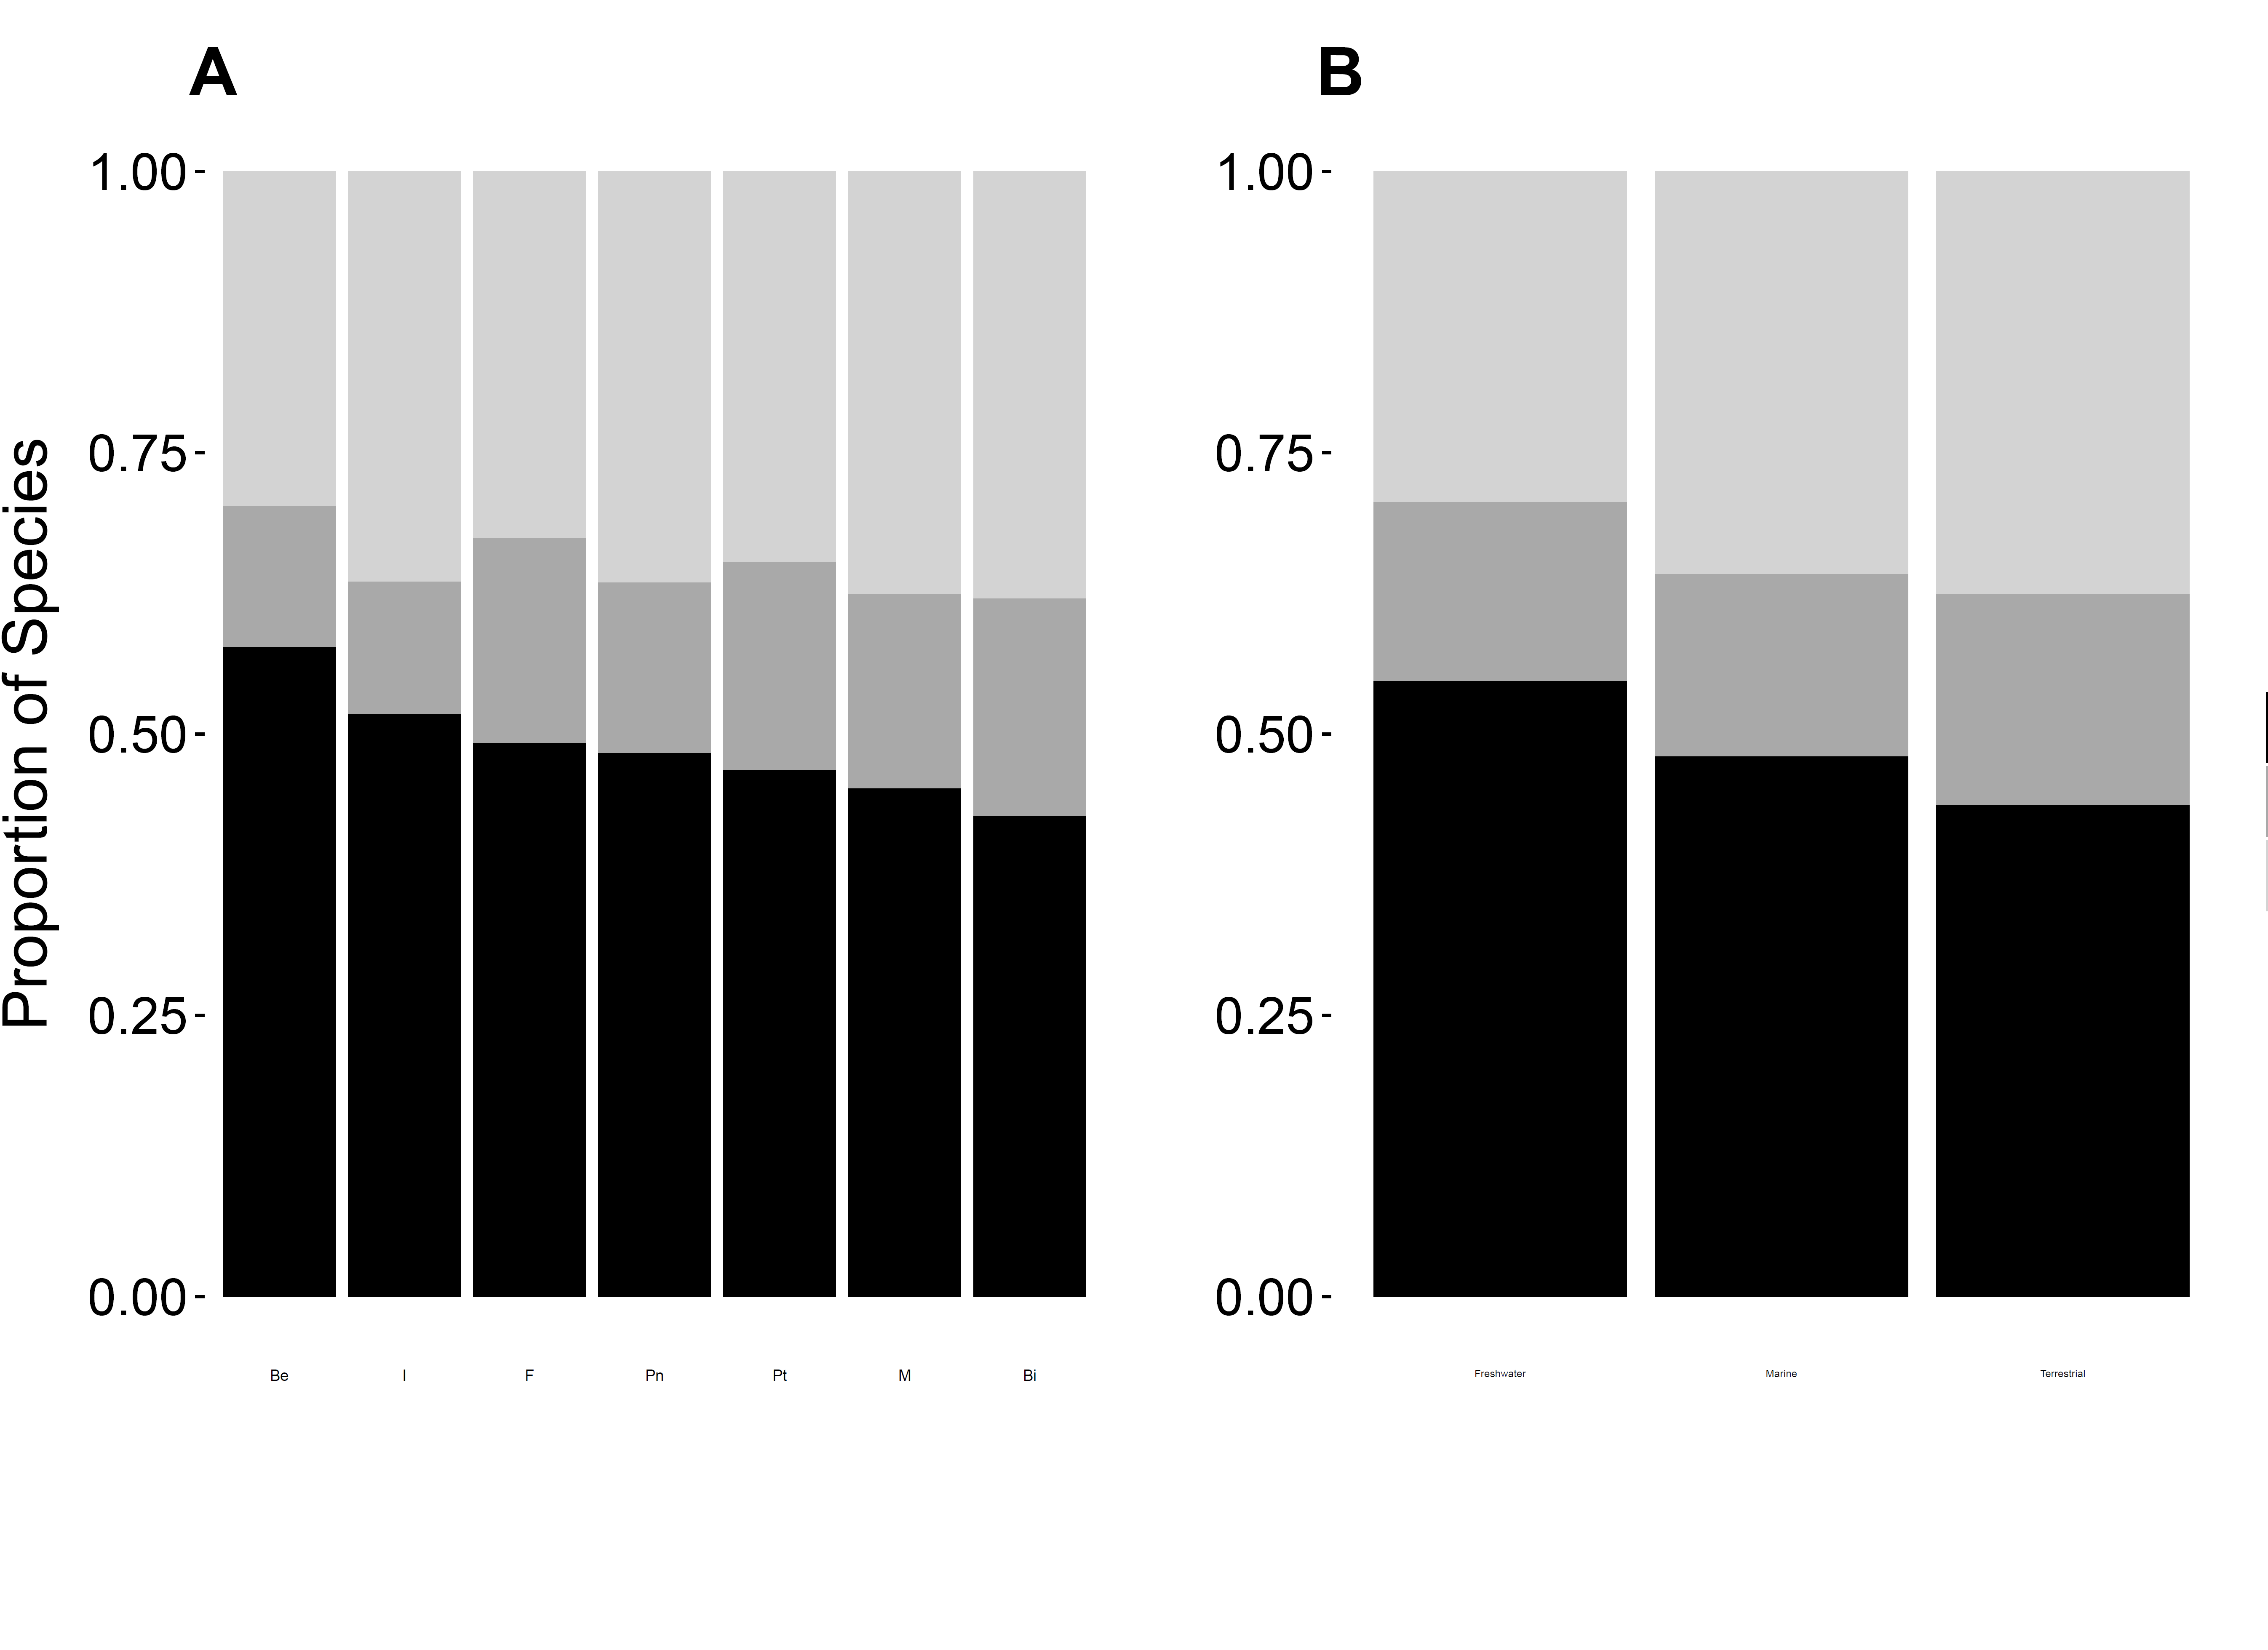 A
B
1.00
0.75
0.50
0.25
0.00
Proportion of Species
Be I F Pn Pt M Bi
1.00
0.75
0.50
0.25
0.00
Freshwater Marine Terrestrial